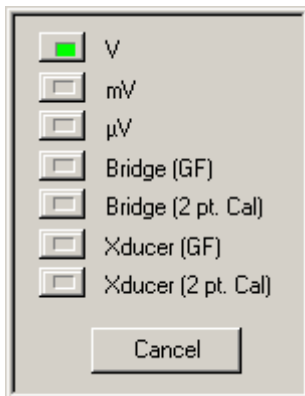 V
mV
µV
Bridge (GF)
Bridge (2 pt. Cal)
Xducer (GF)
Xducer (2 pt. Cal)
Cancel